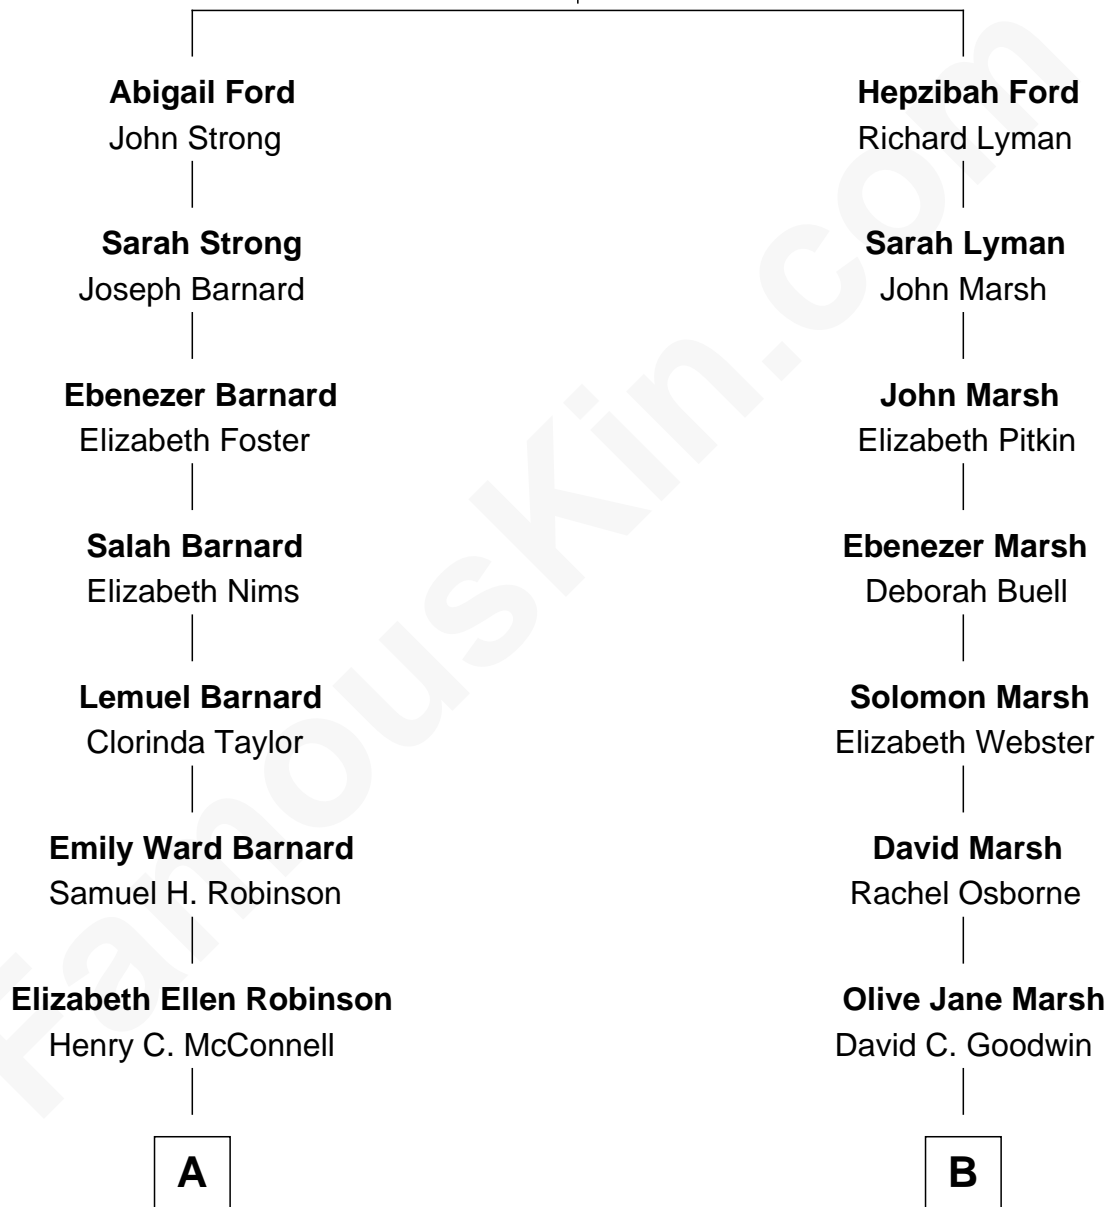 Abigail Ford
John Strong
Hepzibah Ford
Richard Lyman
Sarah Strong
Joseph Barnard
Sarah Lyman
John Marsh
Ebenezer Barnard
Elizabeth Foster
John Marsh
Elizabeth Pitkin
Salah Barnard
Elizabeth Nims
Ebenezer Marsh
Deborah Buell
Lemuel Barnard
Clorinda Taylor
Solomon Marsh
Elizabeth Webster
Emily Ward Barnard
Samuel H. Robinson
David Marsh
Rachel Osborne
Elizabeth Ellen Robinson
Henry C. McConnell
Olive Jane Marsh
David C. Goodwin
A
B
FamousKin.com